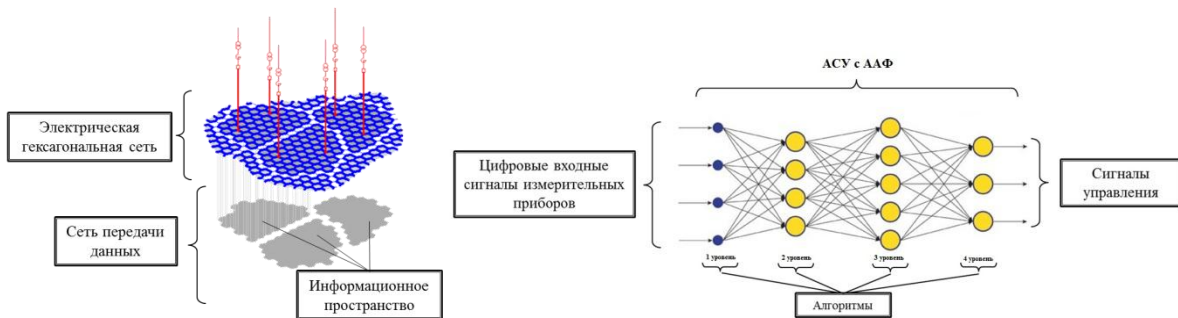 Электрическая
гексагональная сеть
Сеть передачи
данных
Информационное
пространство
АСУ с ААФ
Цифровые входные
сигналы измерительных
приборов
Сигналы
управления
1 уровень
2 уровень
3 уровень
4 уровень
Алгоритмы